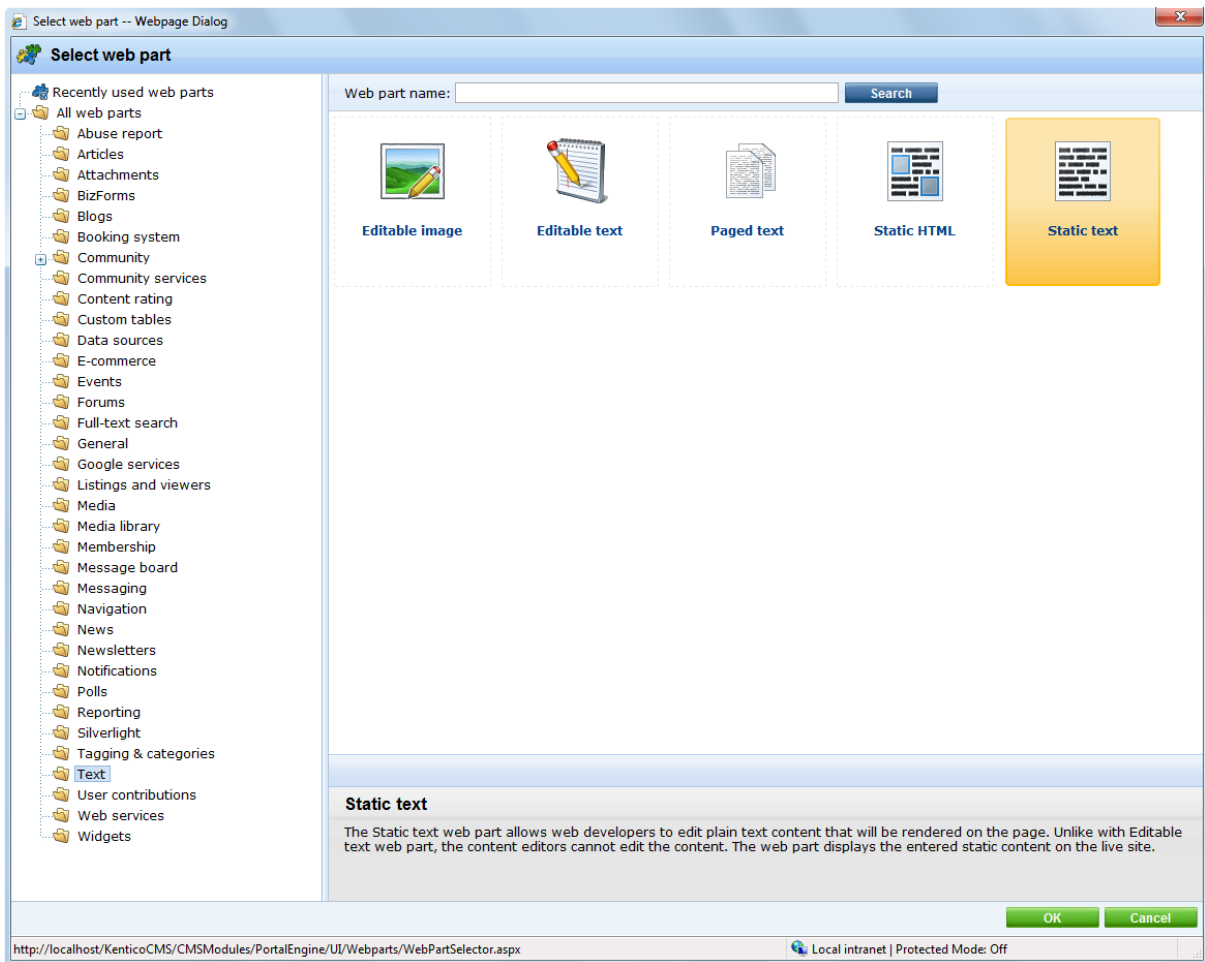 Select web part -- Webpage Dialog
Select web part
Recently used web parts
All web parts
Abuse report
Articles
Attachments
BizForms
Blogs
Booking system
Community
Community services
Content rating
Custom tables
Data sources
E-commerce
Events
Forums
Full-text search
General
Google services
Listings and viewers
Media
Media library
Membership
Message board
Messaging
Navigation
News
Newsletters
Notifications
Polls
Reporting
Silverlight
Tagging & categories
Text
User contributions
Web services
Widgets
Web part name:
Search
Editable image
Editable text
Paged text
Static HTML
Static text
Static text
The Static text web part allows web developers to edit plain text content that will be rendered on the page. Unlike with Editable
text web part, the content editors cannot edit the content. The web part displays the entered static content on the live site.
OK
Cancel
http://localhost/KenticoCMS/CMSModules/PortalEngine/UI/Webparts/WebPartSelector.aspx
Local intranet | Protected Mode: Off